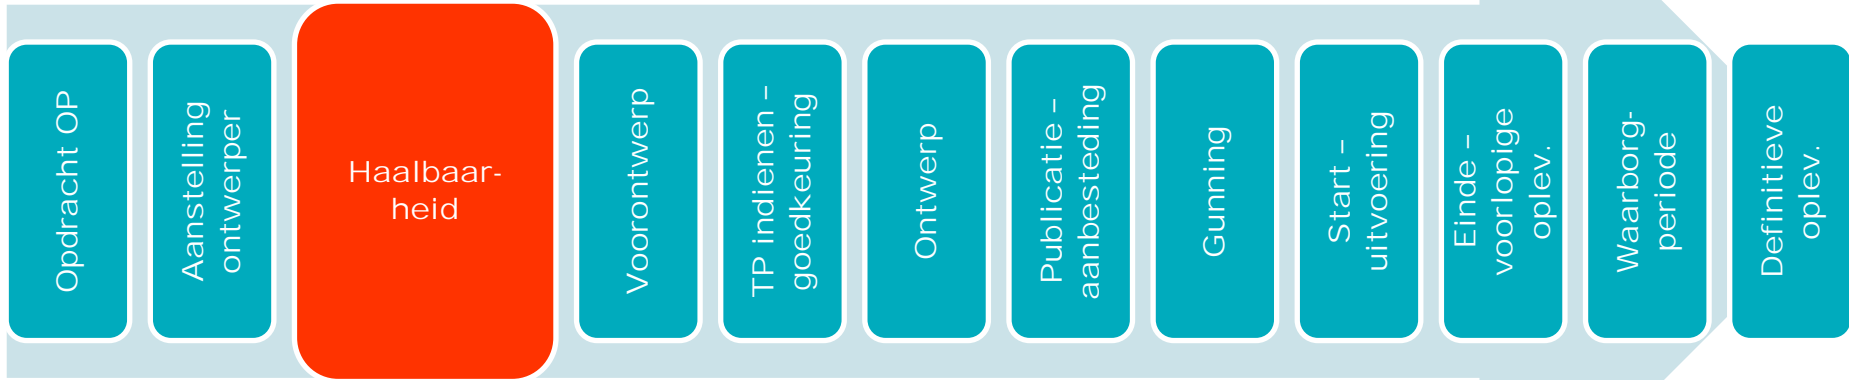 Opdracht OP
Aanstelling
ontwerper
Haalbaar-
heid
Voorontwerp
TP indienen –
goedkeuring
Ontwerp
Publicatie –
aanbesteding
Gunning
Start –
uitvoering
Einde –
voorlopige
oplev.
Waarborg-
periode
Definitieve
oplev.